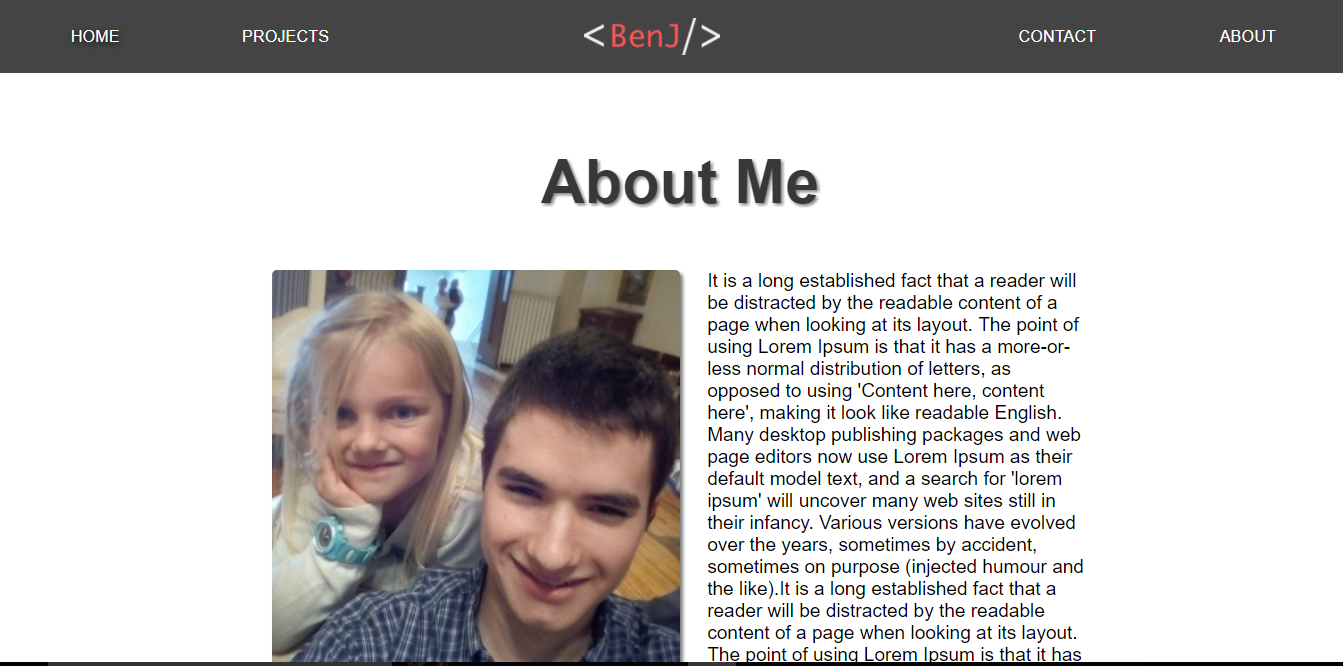 HOME PROJECTS <BenJ/> CONTACT ABOUT
About Me
It is a long established fact that a reader will
be distracted by the readable content of a
page when looking at its layout. The point of
using Lorem Ipsum is that it has a more-or-
less normal distribution of letters, as
opposed to using 'Content here, content
here', making it look like readable English.
Many desktop publishing packages and web
page editors now use Lorem Ipsum as their
default model text, and a search for 'lorem
ipsum' will uncover many web sites still in
their infancy. Various versions have evolved
over the years, sometimes by accident,
sometimes on purpose (injected humour and
the like).It is a long established fact that a
reader will be distracted by the readable
content of a page when looking at its layout.
The point of using Lorem Ipsum is that it has